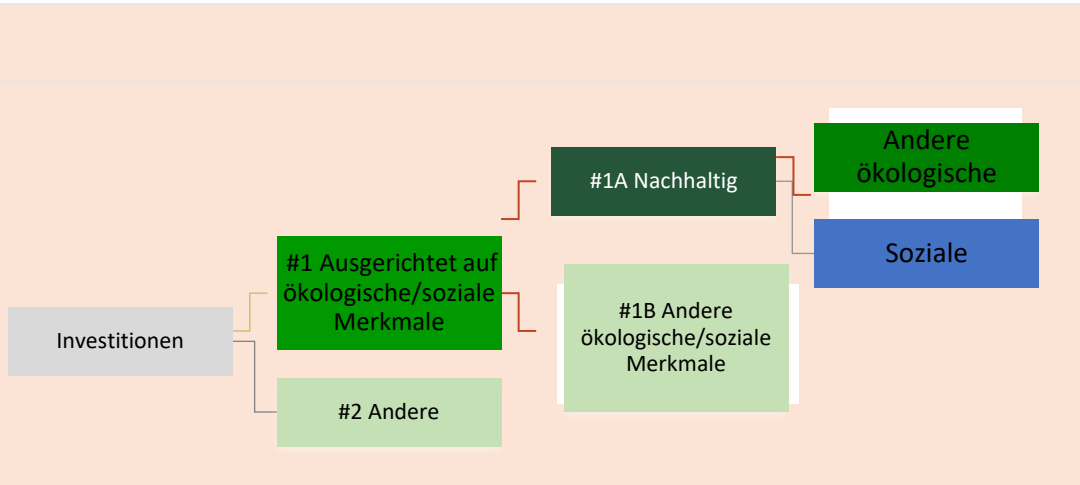 Investitionen
#1 Ausgerichtet auf
ökologische/soziale
Merkmale
#2 Andere
#1A Nachhaltig
#1B Andere
ökologische/soziale
Merkmale
Andere
ökologische
Soziale